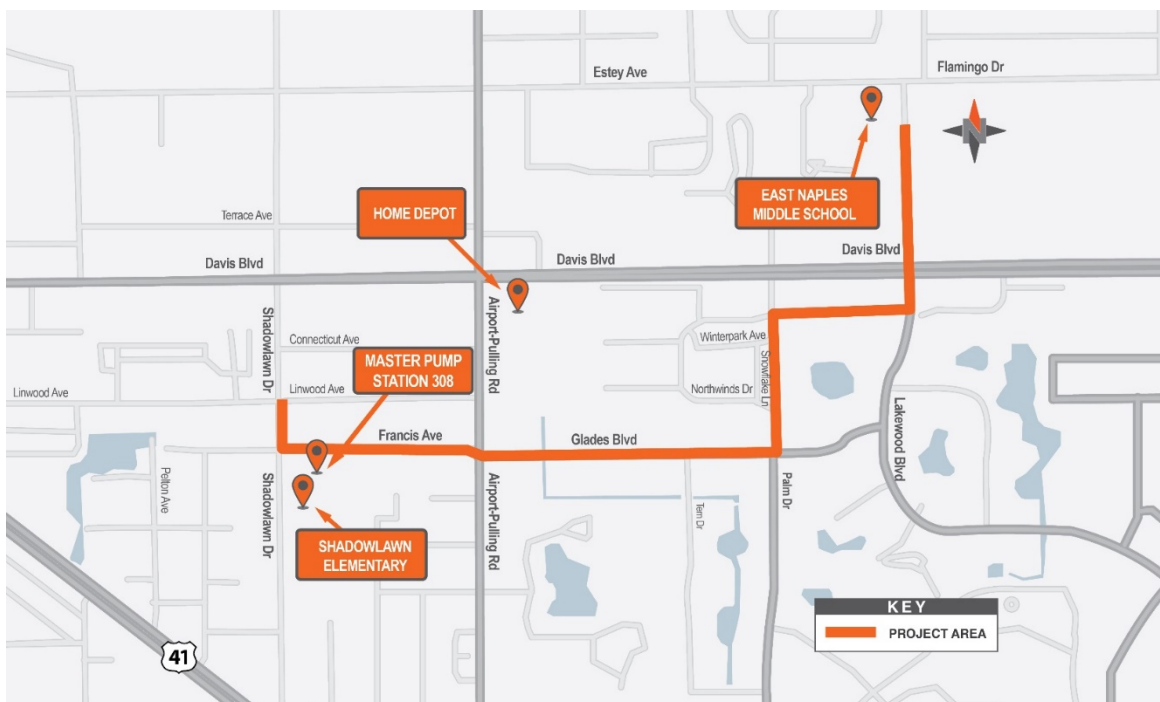 Estey Ave
Flamingo Dr
N
EAST NAPLES
MIDDLE SCHOOL
HOME DEPOT
Terrace Ave
Davis Blvd
Davis Blvd
Davis Blvd
Shadowlawn Dr
Airport-Pulling Rd
Connecticut Ave
Winterpark Ave
Snowflake Ln
MASTER PUMP
STATION 308
Linwood Ave
Linwood Ave
Northwinds Dr
Lakewood Blvd
Francis Ave
Glades Blvd
Pelton Ave
Shadowlawn Dr
Airport-Pulling Rd
Tern Dr
Palm Dr
SHADOWLAWN
ELEMENTARY
KEY
PROJECT AREA
41